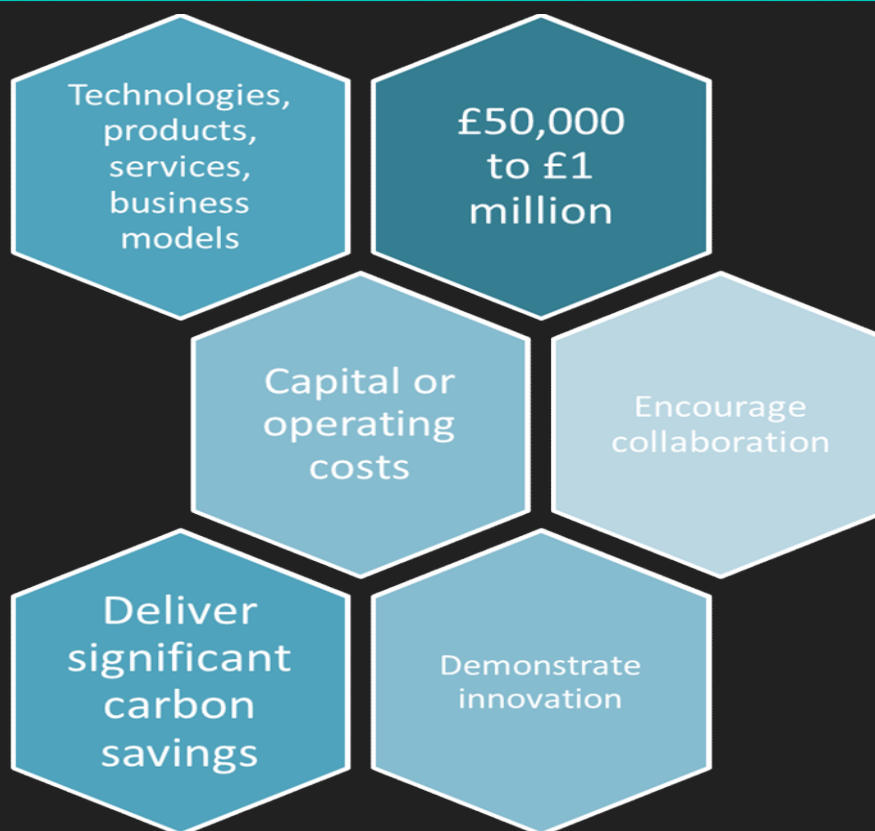 Technologies,
products,
services,
business
models
£50,000
to £1
million
Capital or
operating
costs
Encourage
collaboration
Deliver
significant
carbon
savings
Demonstrate
innovation